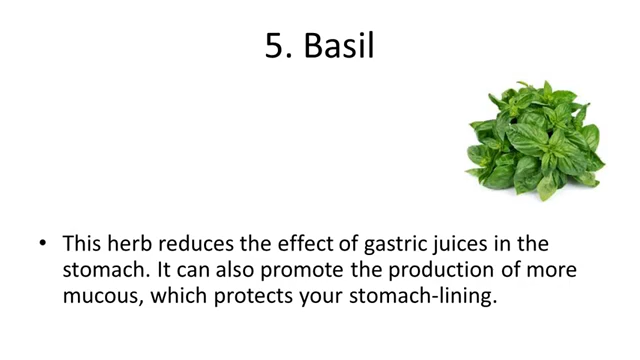 5. Basil
• This herb reduces the effect of gastric juices in the
stomach. It can also promote the production of more
mucous, which protects your stomach-lining.